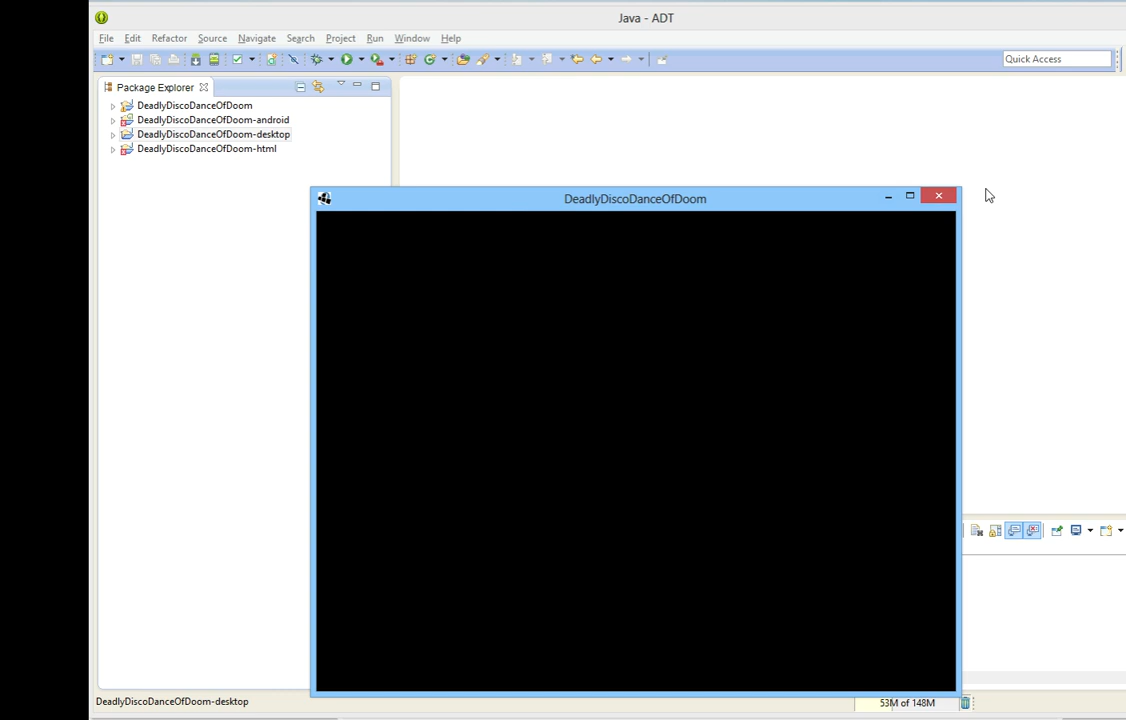 Java - ADT
File Edit Refactor Source Navigate Search Project Run Window Help
Quick Access
Package Explorer
DeadlyDiscoDanceOfDoom
DeadlyDiscoDanceOfDoom-android
DeadlyDiscoDanceOfDoom-desktop
DeadlyDiscoDanceOfDoom-html
DeadlyDiscoDanceOfDoom
DeadlyDiscoDanceOfDoom-desktop
53M of 148M